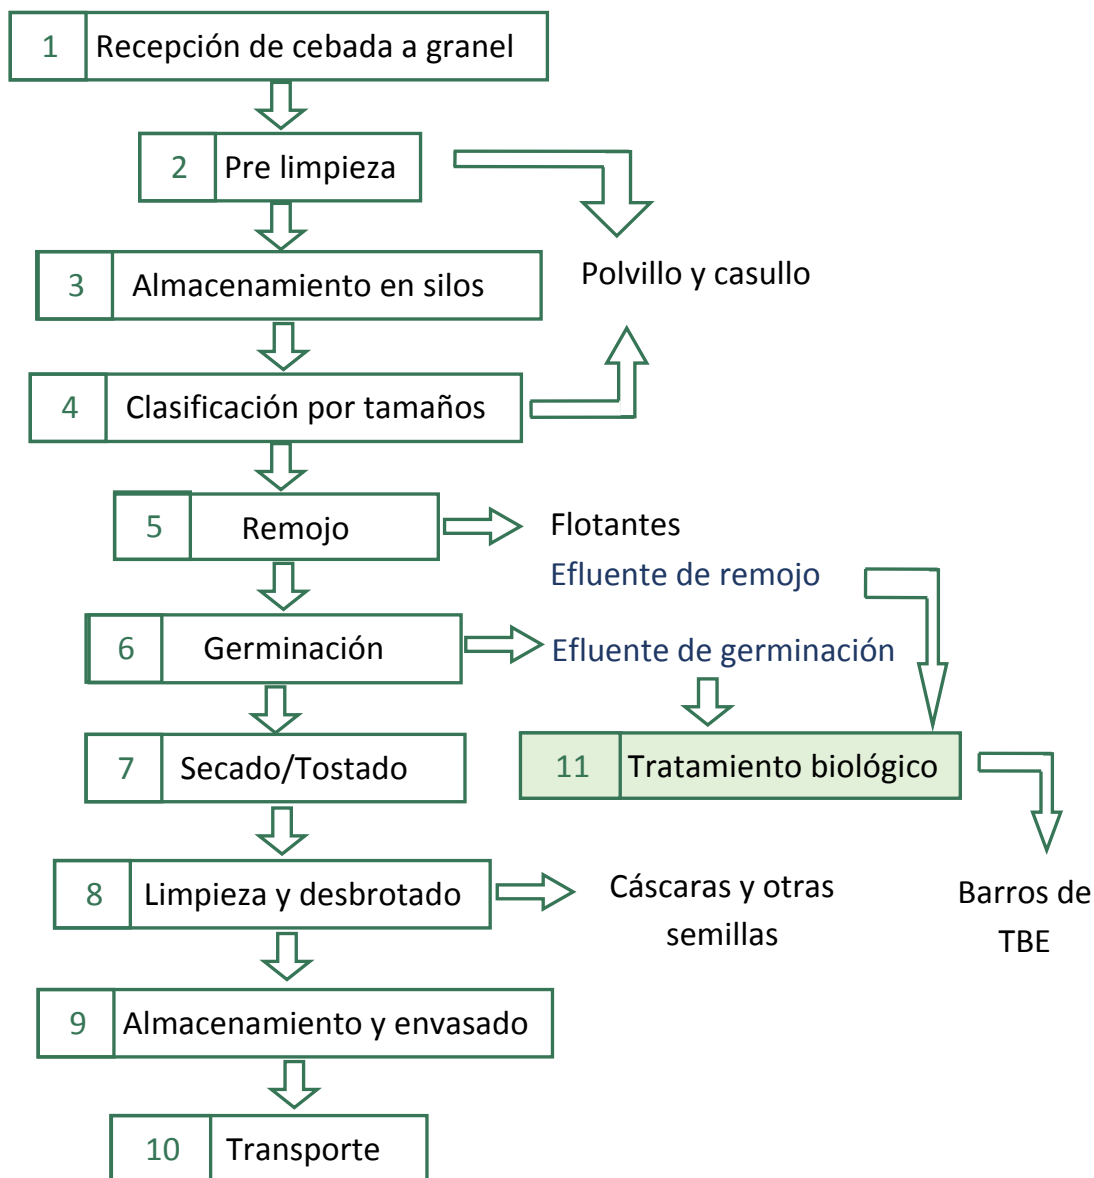 1 Recepción de cebada a granel
2 Pre limpieza
3 Almacenamiento en silos
Polvillo y casullo
4 Clasificación por tamaños
5 Remojo
Flotantes
Efluente de remojo
6 Germinación
Efluente de germinación
7 Secado/Tostado
11 Tratamiento biológico
8 Limpieza y desbrotado
Cáscaras y otras
semillas
Barros de
TBE
9 Almacenamiento y envasado
10 Transporte